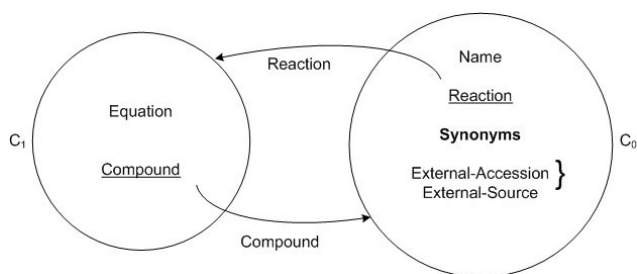 Reaction
Name
Reaction
Equation
Synonyms
C1
C0
Compound
External-Accession }
External-Source
Compound